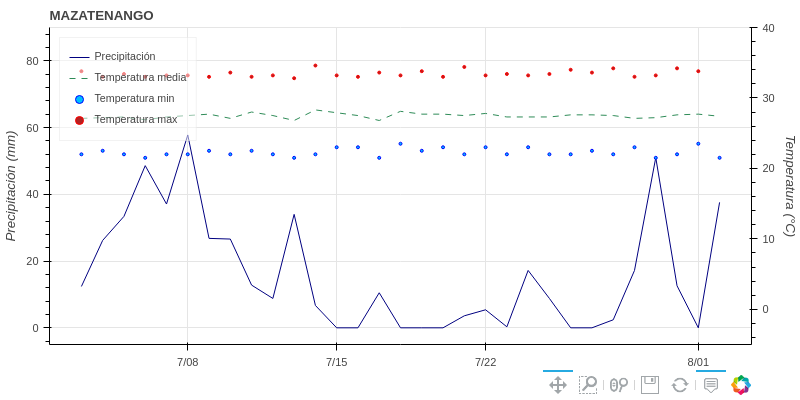 MAZATENANGO
Precipitación
Temperatura media
Temperatura min
Temperatura max
80
60
40
20
0
Precipitación (mm)
40
30
20
10
0
Temperatura (°C)
7/08
7/15
7/22
8/01